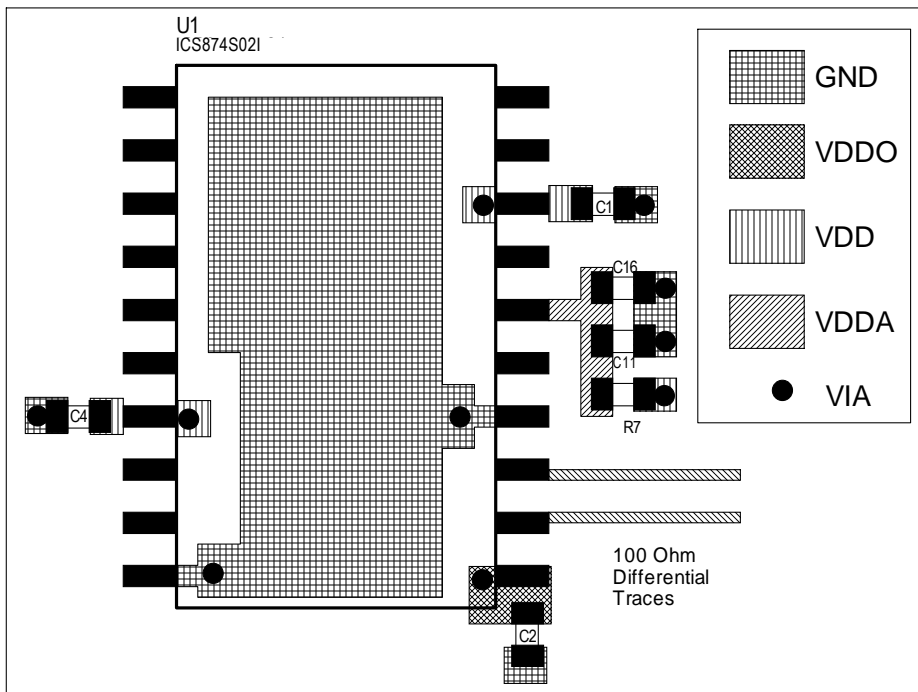 U1
ICS874S02I
GND
VDDO
VDD
VDDA
VIA
C1
C16
C11
R7
C4
100 Ohm
Differential
Traces
C2